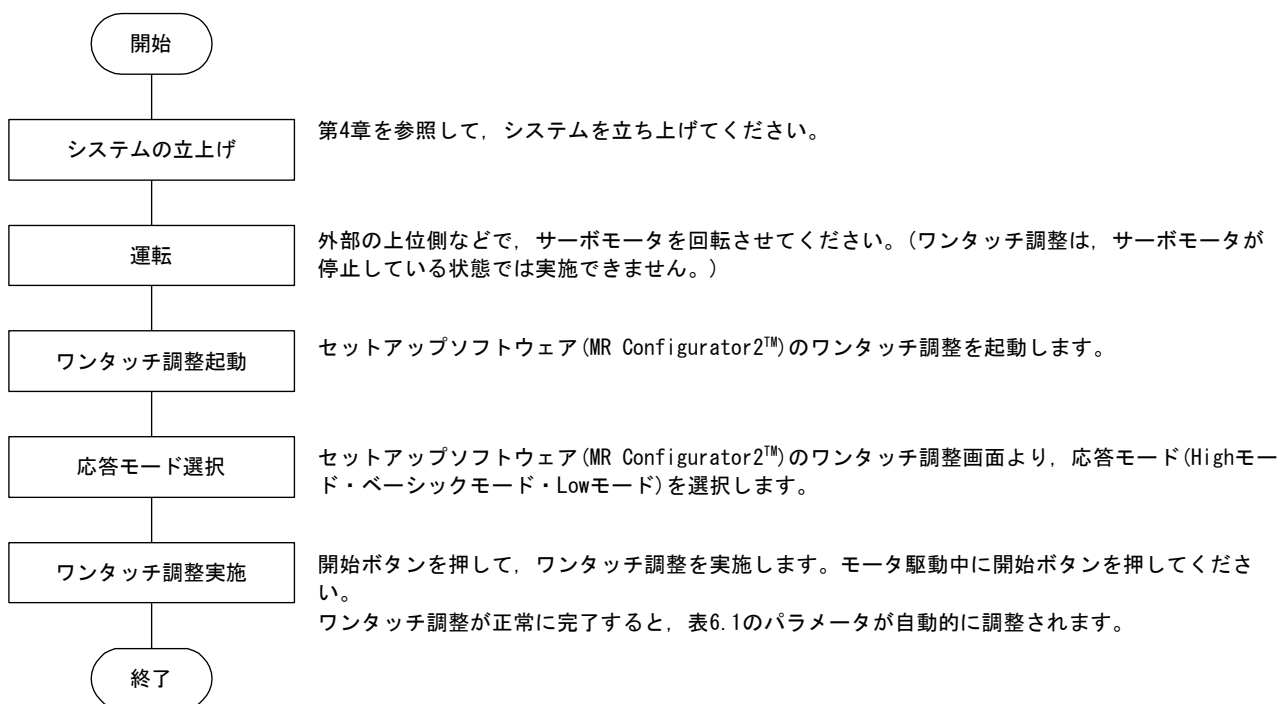 開始
システムの立上げ
第4章を参照して，システムを立ち上げてください。
運転
外部の上位側などで，サーボモータを回転させてください。(ワンタッチ調整は，サーボモータが
停止している状態では実施できません。)
ワンタッチ調整起動
セットアップソフトウェア(MR Configurator2™)のワンタッチ調整を起動します。
応答モード選択
セットアップソフトウェア(MR Configurator2™)のワンタッチ調整画面より，応答モード(Highモー
ド・ベーシックモード・Lowモード)を選択します。
ワンタッチ調整実施
開始ボタンを押して，ワンタッチ調整を実施します。モータ駆動中に開始ボタンを押してくださ
い。
ワンタッチ調整が正常に完了すると，表6.1のパラメータが自動的に調整されます。
終了